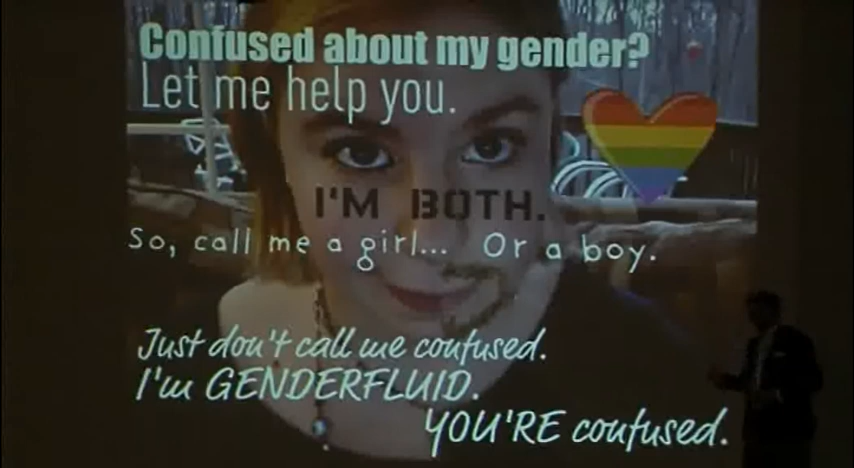 Confused about my gender?
Let me help you.
I'M BOTH.
So, call me a girl... Or a boy.
Just don't call me confused.
I'm GENDERFLUID.
YOU'RE confused.